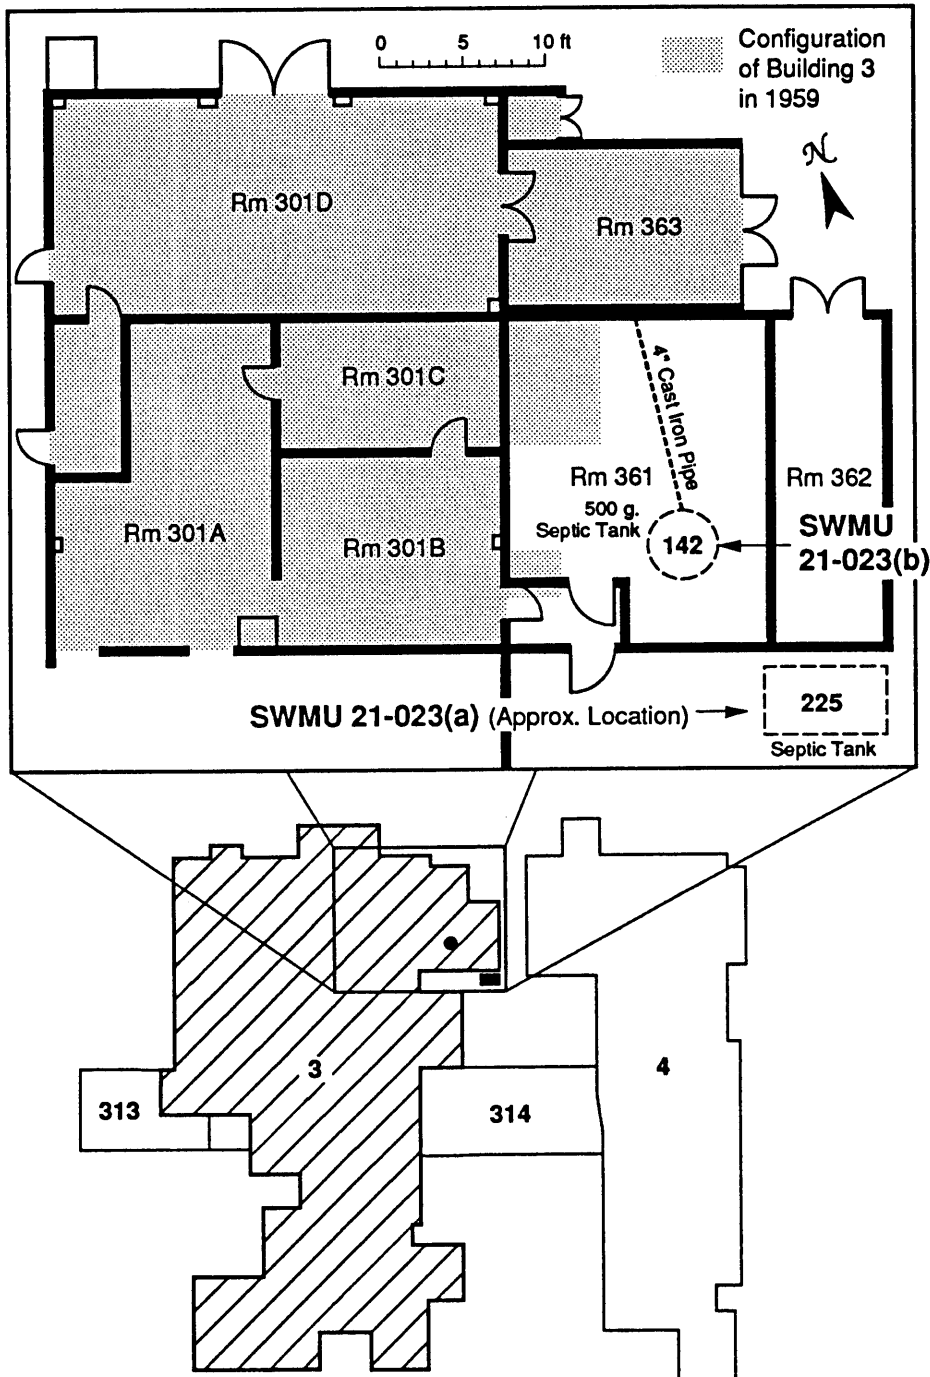 0 5 10 ft
Configuration
of Building 3
in 1959
N
Rm 301D
Rm 363
Rm 301C
4" Cast Iron Pipe
Rm 361
Rm 362
500 g.
Septic Tank
Rm 301A
Rm 301B
142
SWMU
21-023(b)
SWMU 21-023(a) (Approx. Location)
225
Septic Tank
3
4
313
314